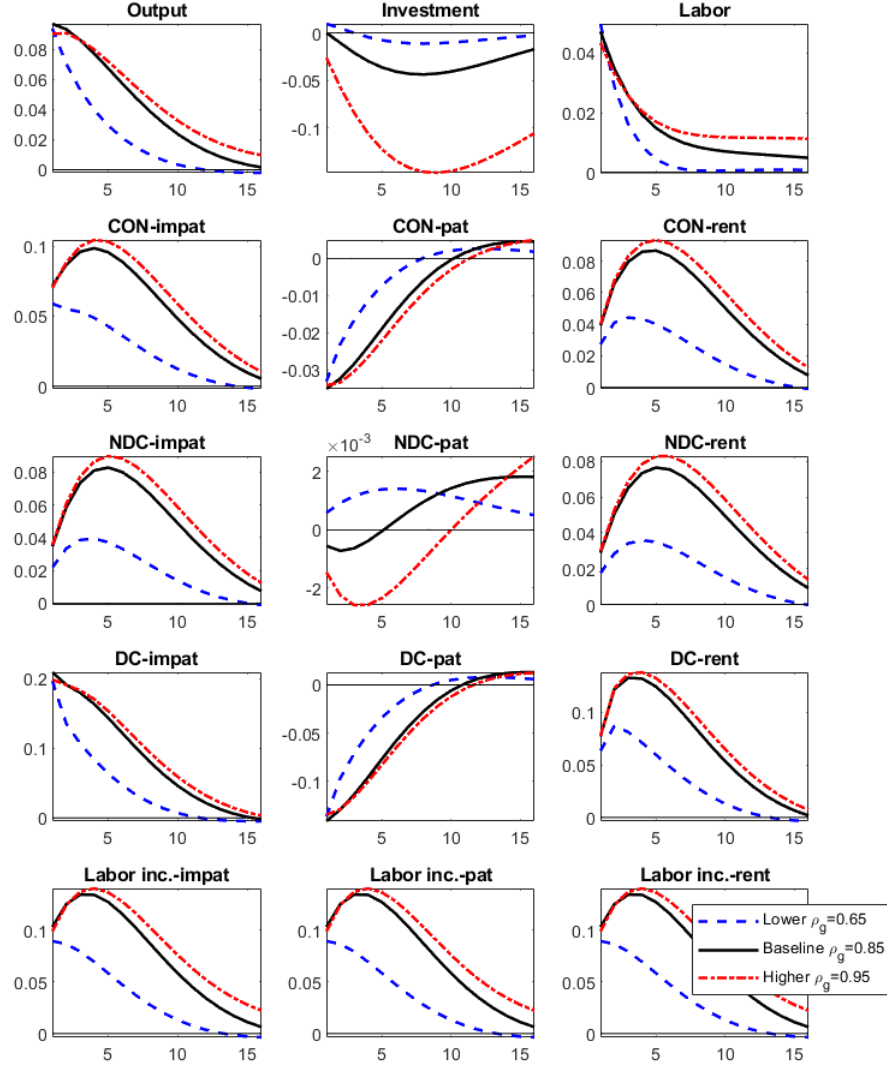 Output
0.08
0.06
0.04
0.02
0
5 10 15
Investment
0
-0.05
-0.1
5 10 15
Labor
0.04
0.02
0
5 10 15
CON-impat
0.1
0.05
0
5 10 15
CON-pat
0
-0.01
-0.02
-0.03
5 10 15
CON-rent
0.08
0.06
0.04
0.02
0
5 10 15
NDC-impat
0.08
0.06
0.04
0.02
0
5 10 15
×10⁻³
NDC-pat
2
0
-2
5 10 15
NDC-rent
0.08
0.06
0.04
0.02
0
5 10 15
DC-impat
0.2
0.1
0
5 10 15
DC-pat
0
-0.05
-0.1
5 10 15
DC-rent
0.1
0.05
0
5 10 15
Labor inc.-impat
0.1
0.05
0
5 10 15
Labor inc.-pat
0.1
0.05
0
5 10 15
Labor inc.-rent
0.1
0.05
0
5 10 15
Lower ρ_g=0.65
Baseline ρ_g=0.85
Higher ρ_g=0.95